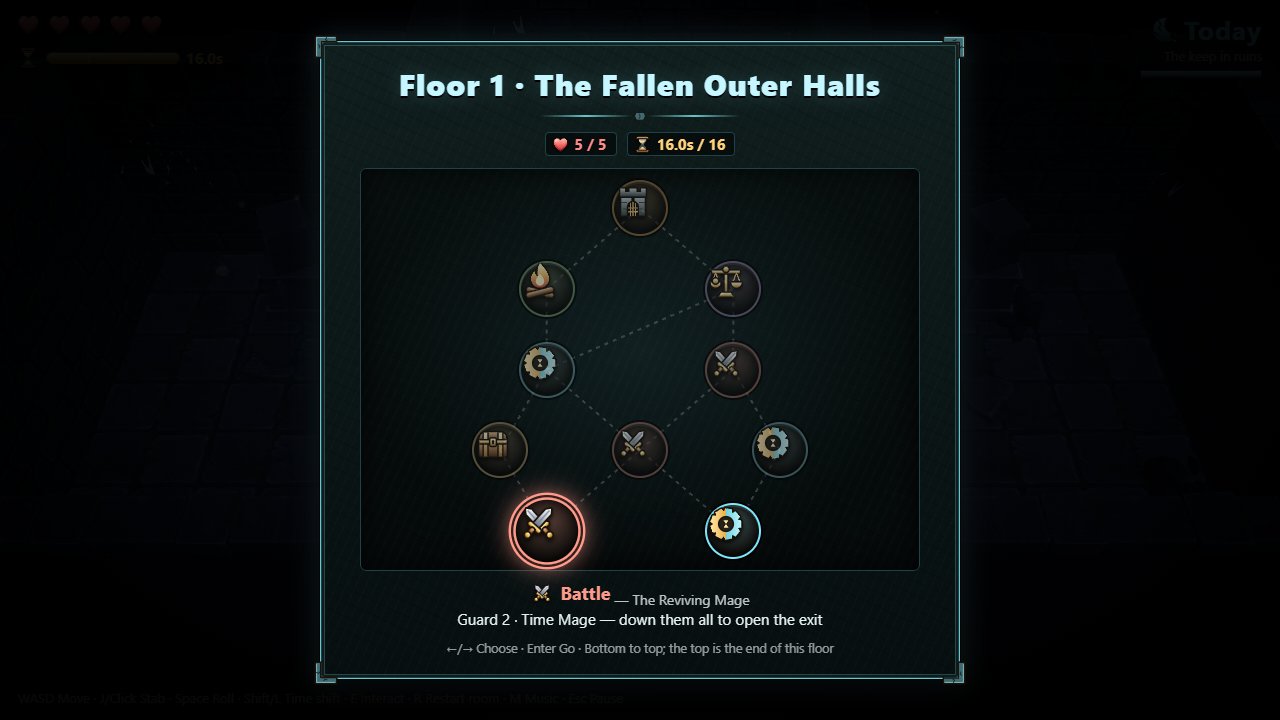 16.0s
Today
The keep in ruins
Floor 1 · The Fallen Outer Halls
5 / 5
16.0s / 16
Battle — The Reviving Mage
Guard 2 · Time Mage — down them all to open the exit
←/→ Choose · Enter Go · Bottom to top; the top is the end of this floor
WASD Move · J/Click Stab · Space Roll · Shift/L Time shift · E Interact · R Restart room · M Music · Esc Pause